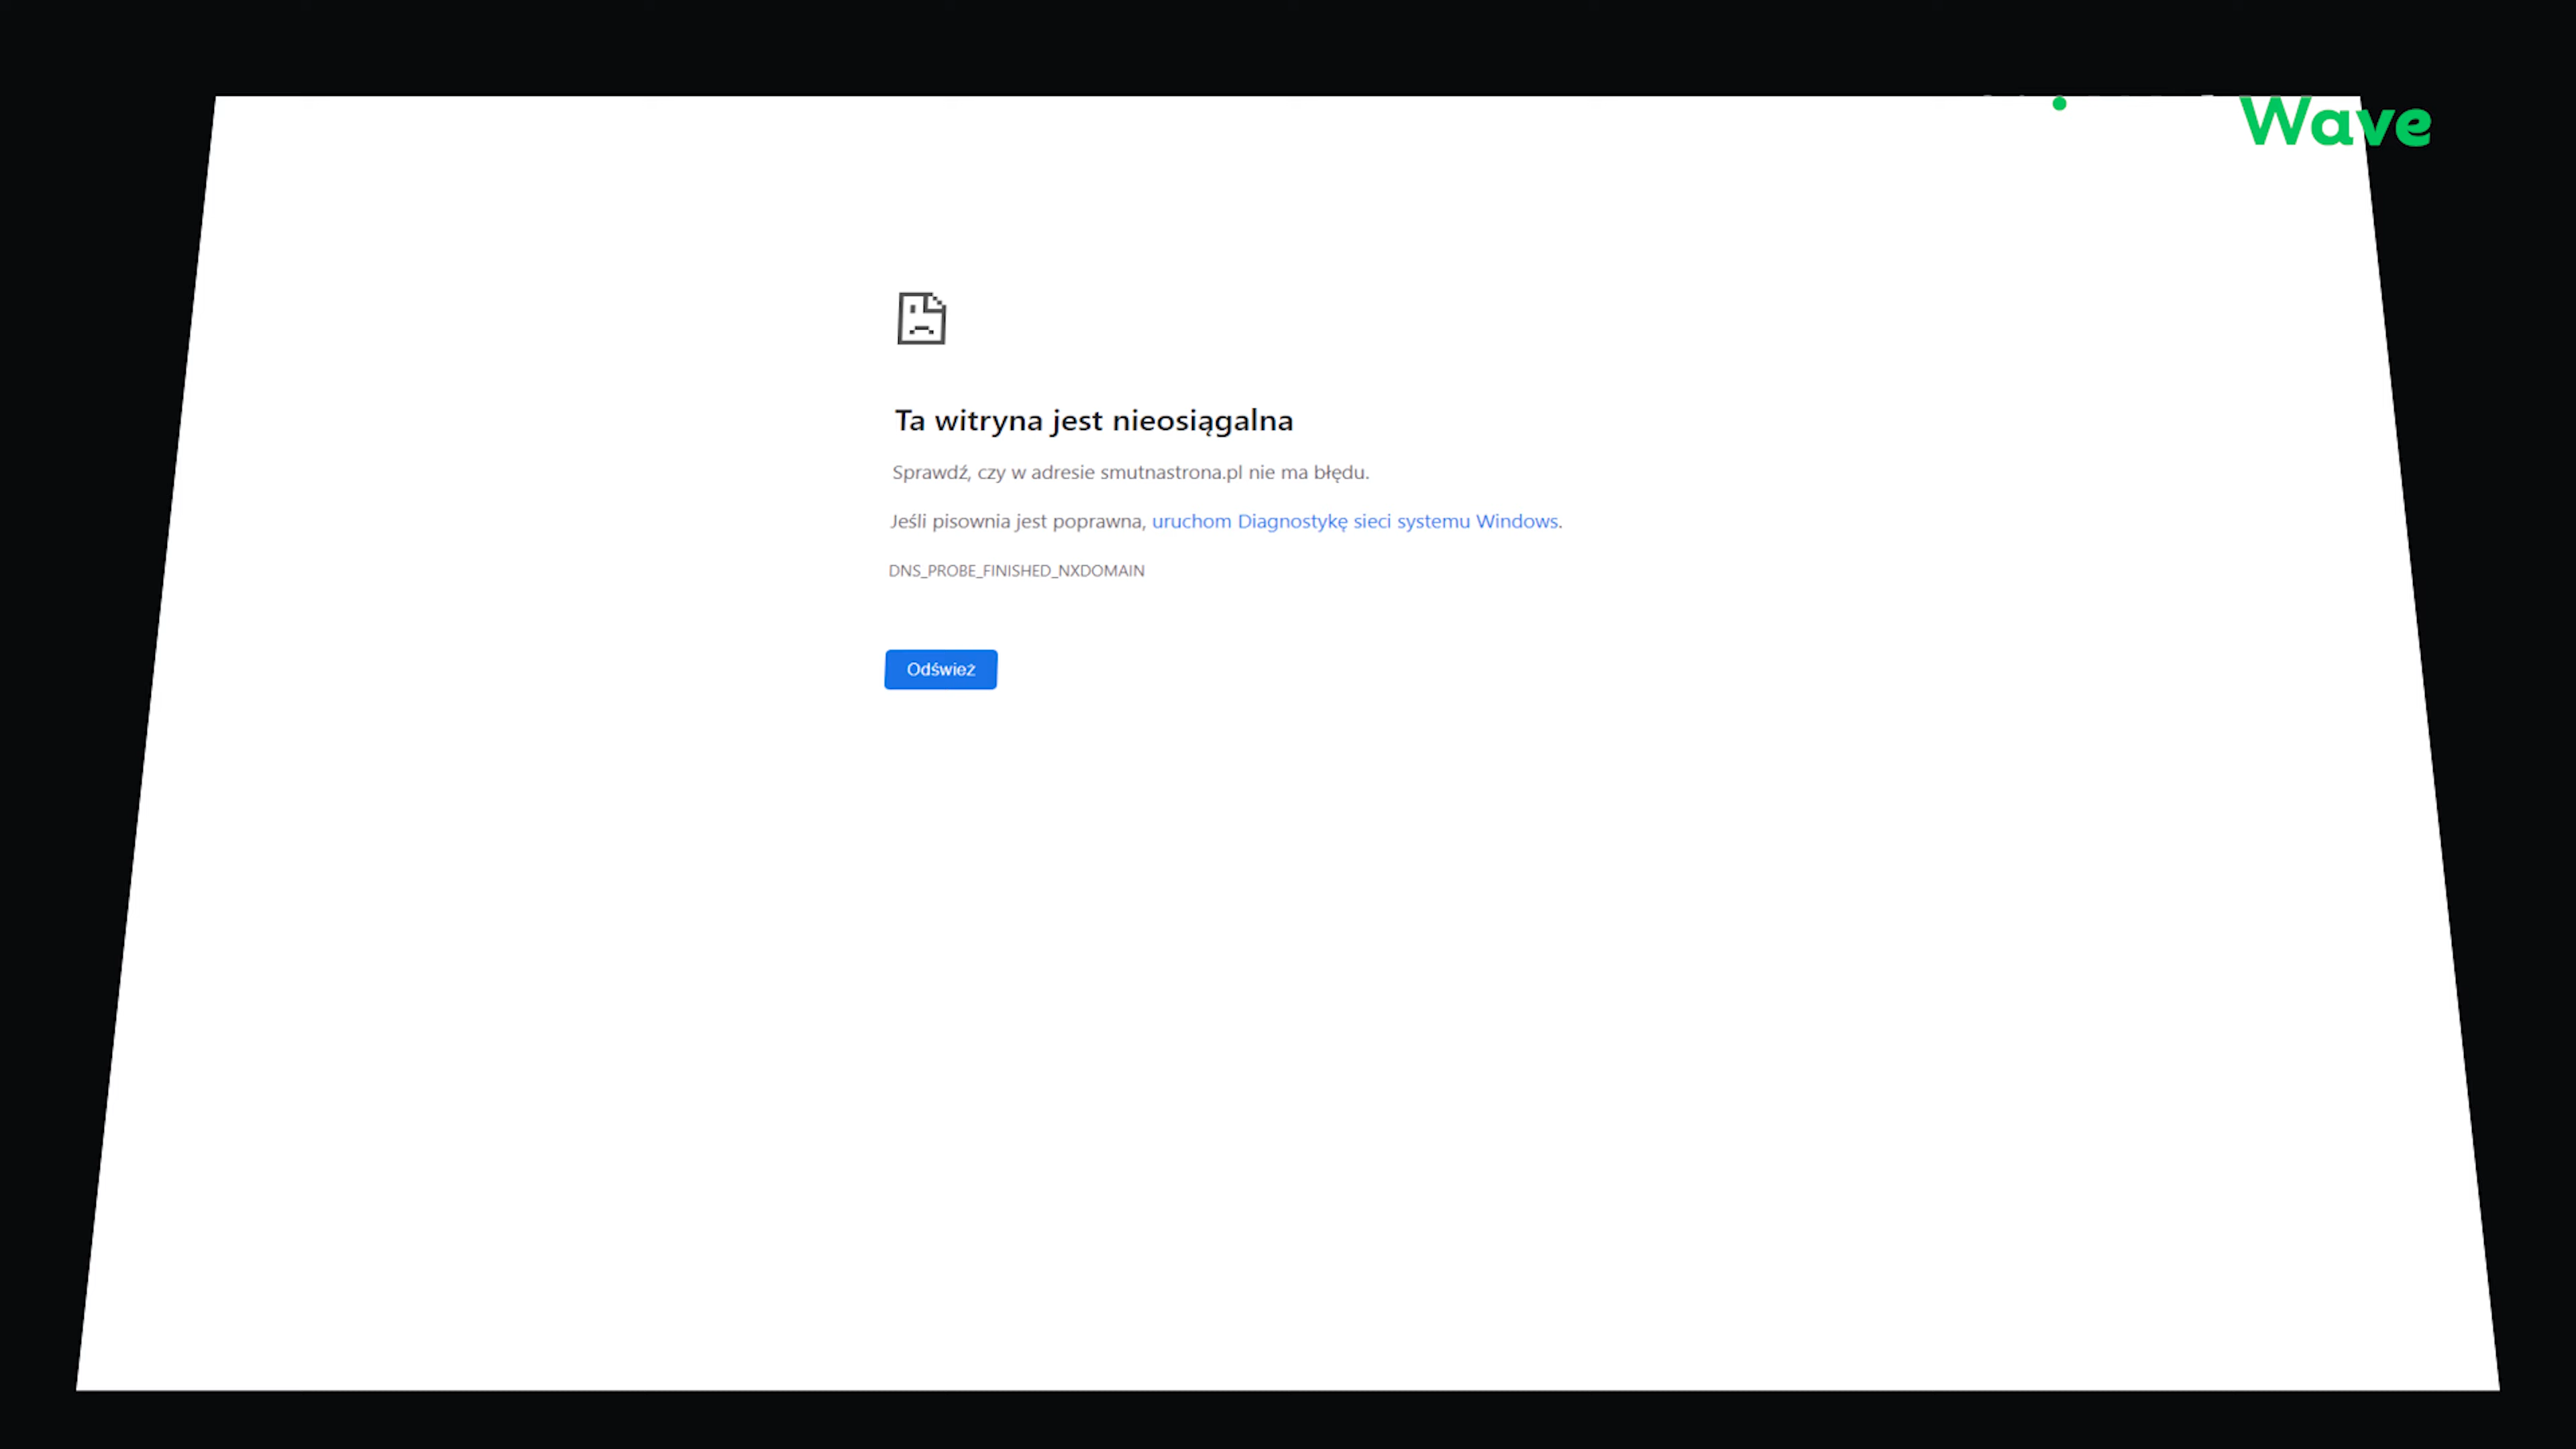 Wave
Ta witryna jest nieosiągalna
Sprawdź, czy w adresie smutnastrona.pl nie ma błędu.
Jeśli pisownia jest poprawna, uruchom Diagnostykę sieci systemu Windows.
DNS_PROBE_FINISHED_NXDOMAIN
Odśwież